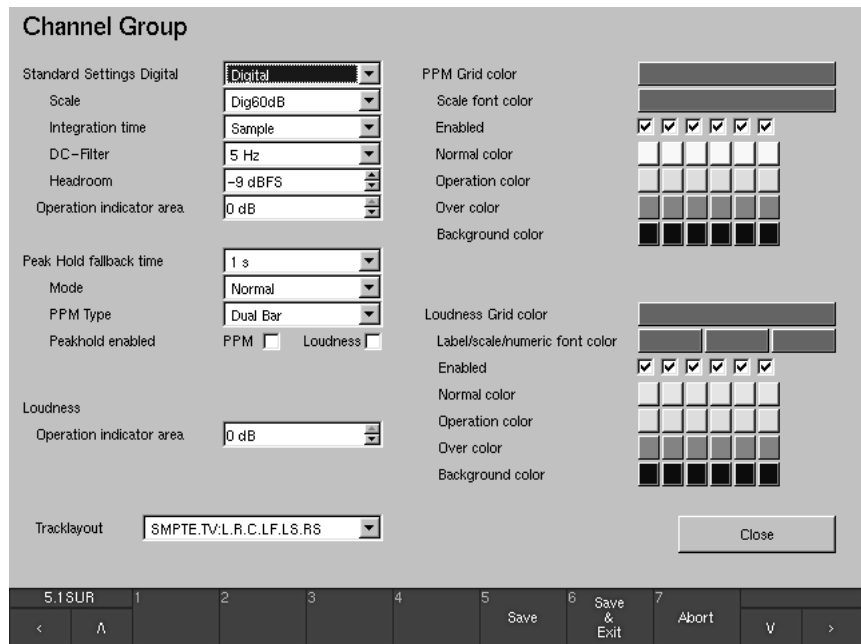 Channel Group
Standard Settings Digital
Digital
Scale
Dig60dB
Integration time
Sample
DC-Filter
5 Hz
Headroom
-9 dBFS
Operation indicator area
0 dB
Peak Hold fallback time
1 s
Mode
Normal
PPM Type
Dual Bar
Peakhold enabled
PPM
Loudness
Loudness
Operation indicator area
0 dB
Tracklayout
SMPTE.TV:L.R.C.LF.LS.RS
PPM Grid color
Scale font color
Enabled
Normal color
Operation color
Over color
Background color
Loudness Grid color
Label/scale/numeric font color
Enabled
Normal color
Operation color
Over color
Background color
Close
5.1SUR
< Λ
1
2
3
4
5
Save
6
Save
&
Exit
7
Abort
V >